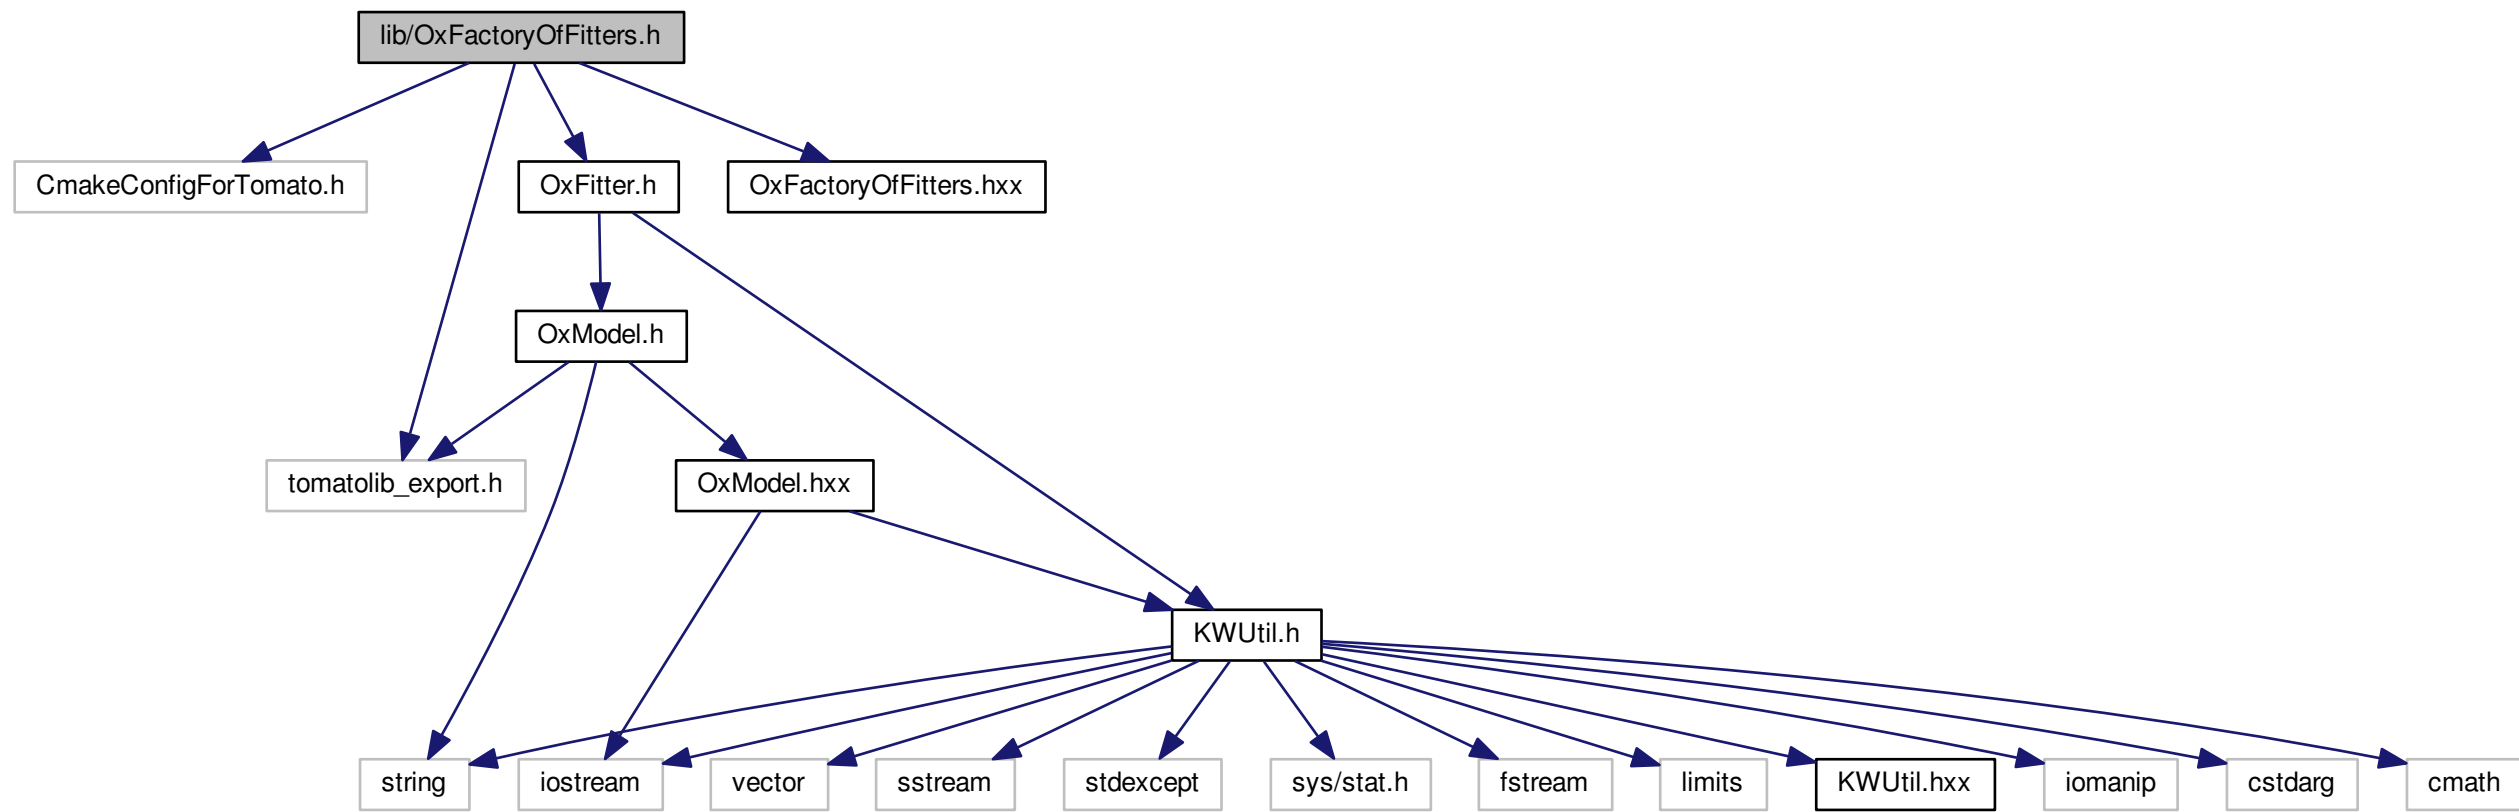 lib/OxFactoryOfFitters.h
CmakeConfigForTomato.h
OxFitter.h
OxFactoryOfFitters.hxx
OxModel.h
tomatolib_export.h
OxModel.hxx
KWUtil.h
string
iostream
vector
sstream
stdexcept
sys/stat.h
fstream
limits
KWUtil.hxx
iomanip
cstdarg
cmath